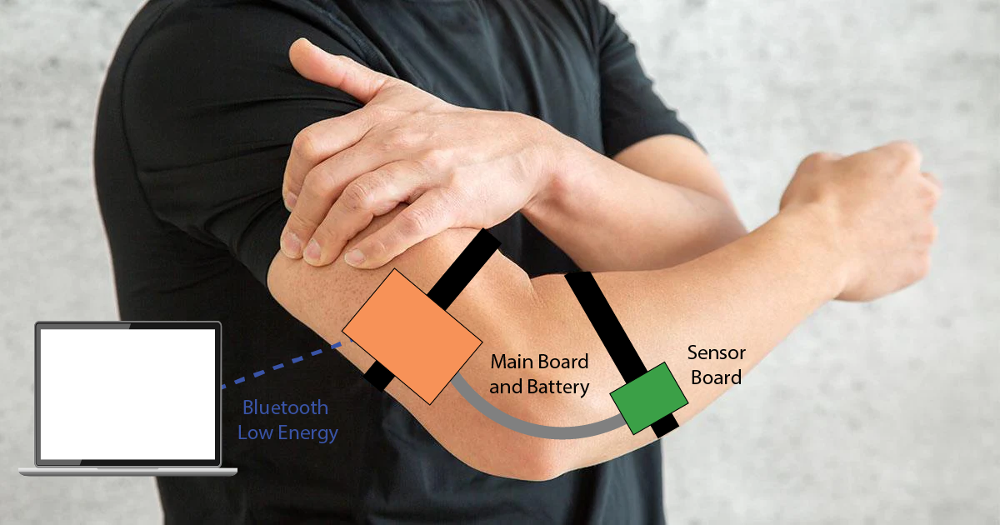 Main Board
and Battery
Sensor
Board
Bluetooth
Low Energy